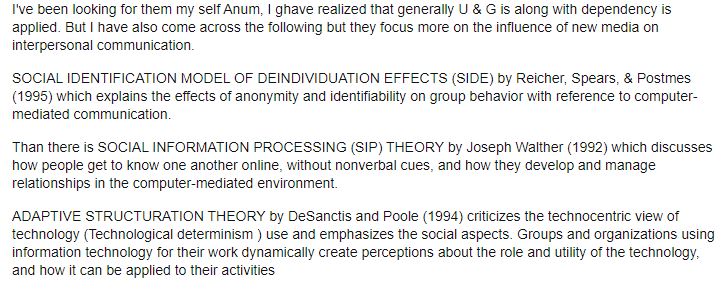 I've been looking for them my self Anum, I ghave realized that generally U & G is along with dependency is
applied. But I have also come across the following but they focus more on the influence of new media on
interpersonal communication.
SOCIAL IDENTIFICATION MODEL OF DEINDIVIDUATION EFFECTS (SIDE) by Reicher, Spears, & Postmes
(1995) which explains the effects of anonymity and identifiability on group behavior with reference to computer-
mediated communication.
Than there is SOCIAL INFORMATION PROCESSING (SIP) THEORY by Joseph Walther (1992) which discusses
how people get to know one another online, without nonverbal cues, and how they develop and manage
relationships in the computer-mediated environment.
ADAPTIVE STRUCTURATION THEORY by DeSanctis and Poole (1994) criticizes the technocentric view of
technology (Technological determinism ) use and emphasizes the social aspects. Groups and organizations using
information technology for their work dynamically create perceptions about the role and utility of the technology,
and how it can be applied to their activities